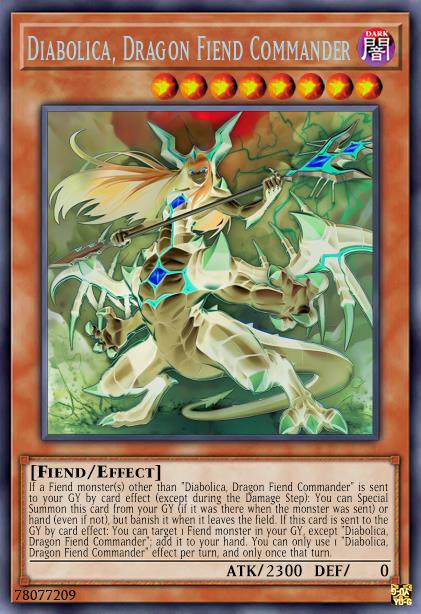 DIABOLICA, DRAGON FIEND COMMANDER
DARK
闇
[FIEND/EFFECT]
If a Fiend monster(s) other than "Diabolica, Dragon Fiend Commander" is sent
to your GY by card effect (except during the Damage Step): You can Special
Summon this card from your GY (if it was there when the monster was sent) or
hand (even if not), but banish it when it leaves the field. If this card is sent to the
GY by card effect: You can target 1 Fiend monster in your GY, except "Diabolica,
Dragon Fiend Commander"; add it to your hand. You can only use 1 "Diabolica,
Dragon Fiend Commander" effect per turn, and only once that turn.
ATK/2300 DEF/ 0
78077209